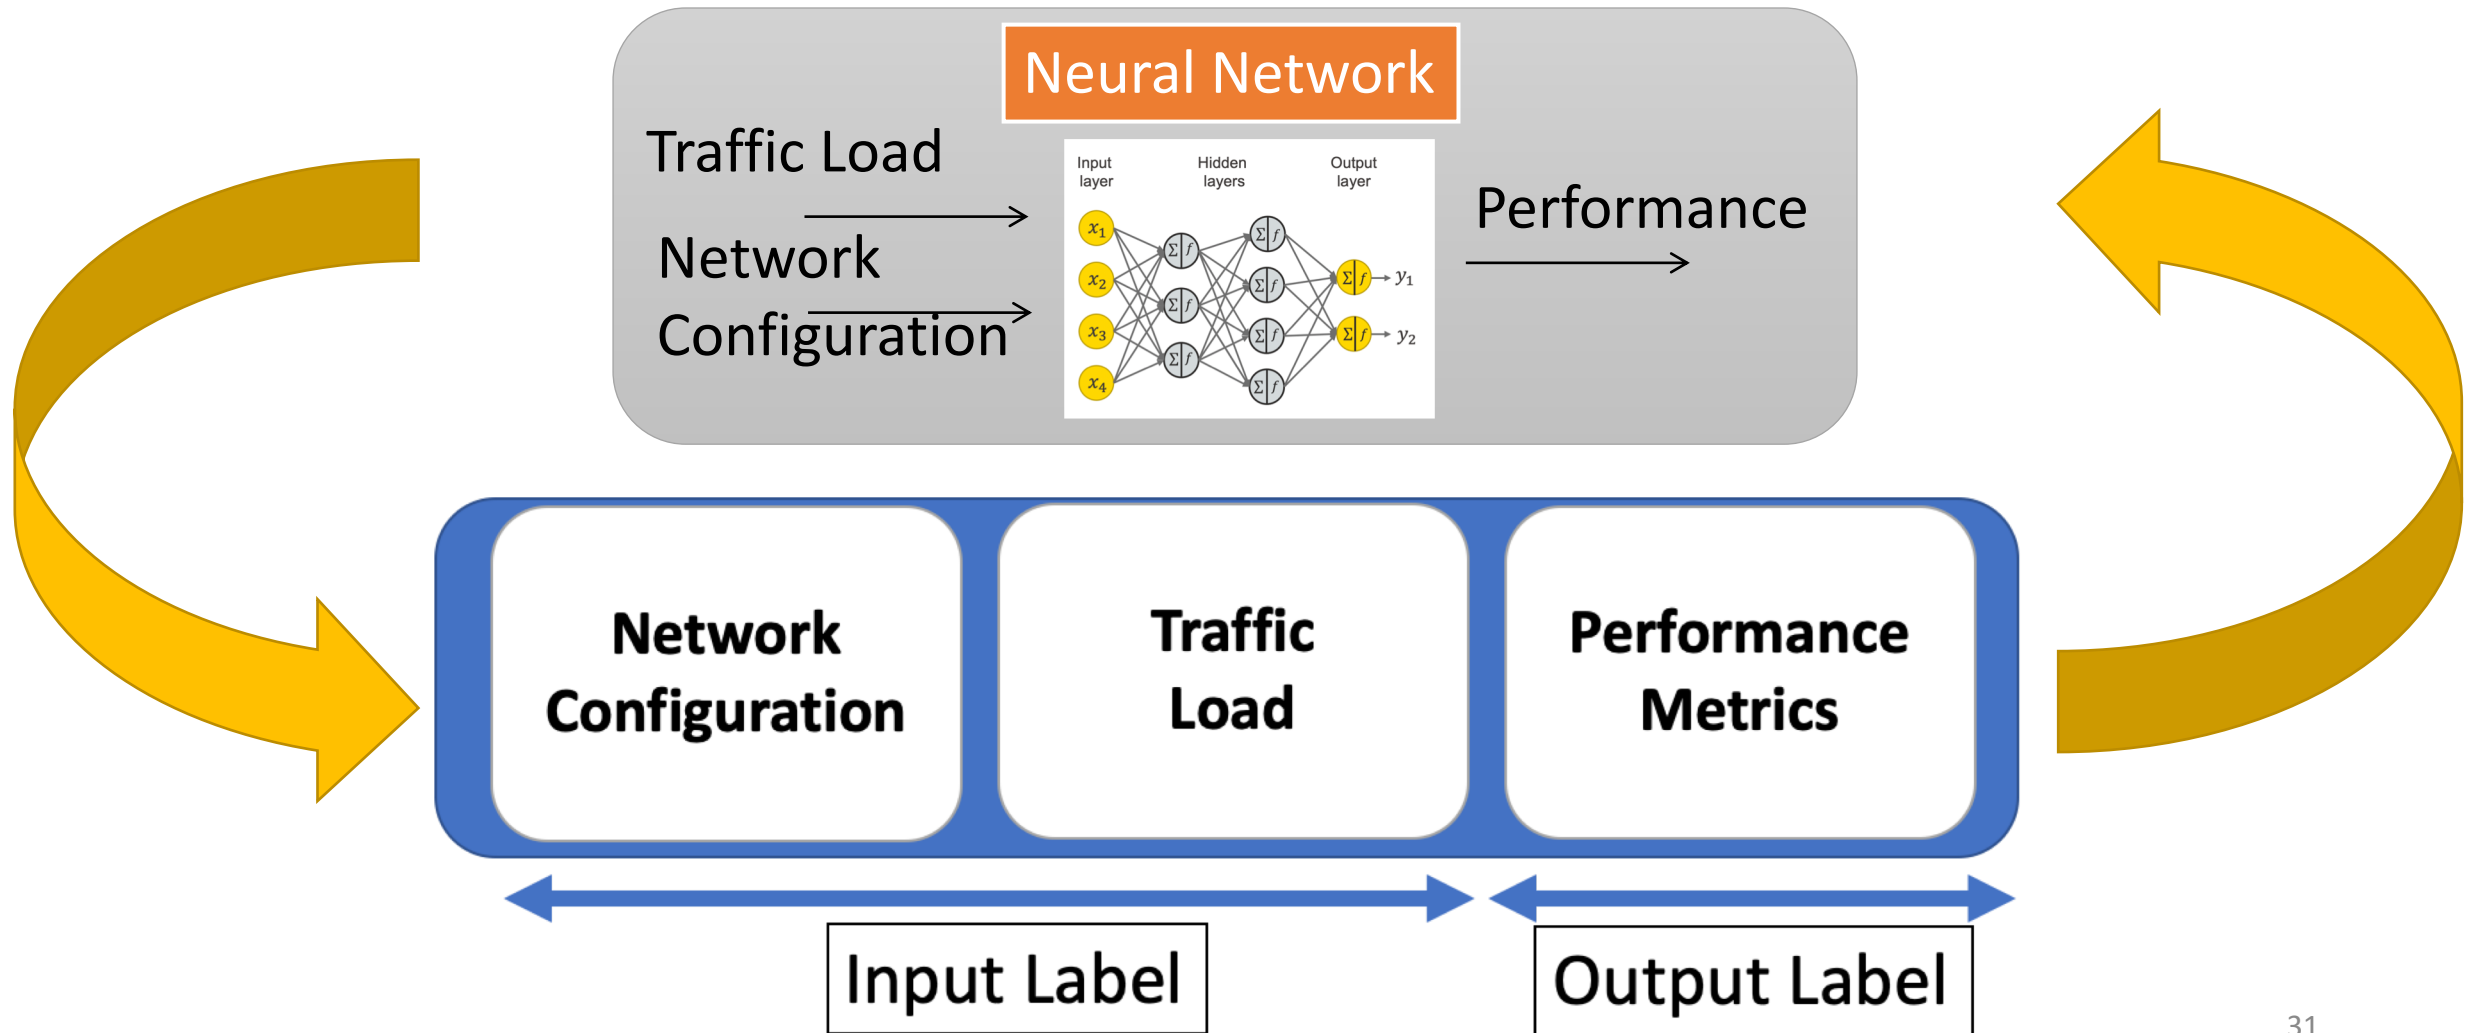 Neural Network
Traffic Load
Network
Configuration
Input
layer
Hidden
layers
Output
layer
x₁
x₂
x₃
x₄
Σ f
Σ f
Σ f
Σ f
Σ f
Σ f
Σ f
Σ f
Σ f
y₁
y₂
Performance
Network
Configuration
Traffic
Load
Performance
Metrics
Input Label
Output Label
31